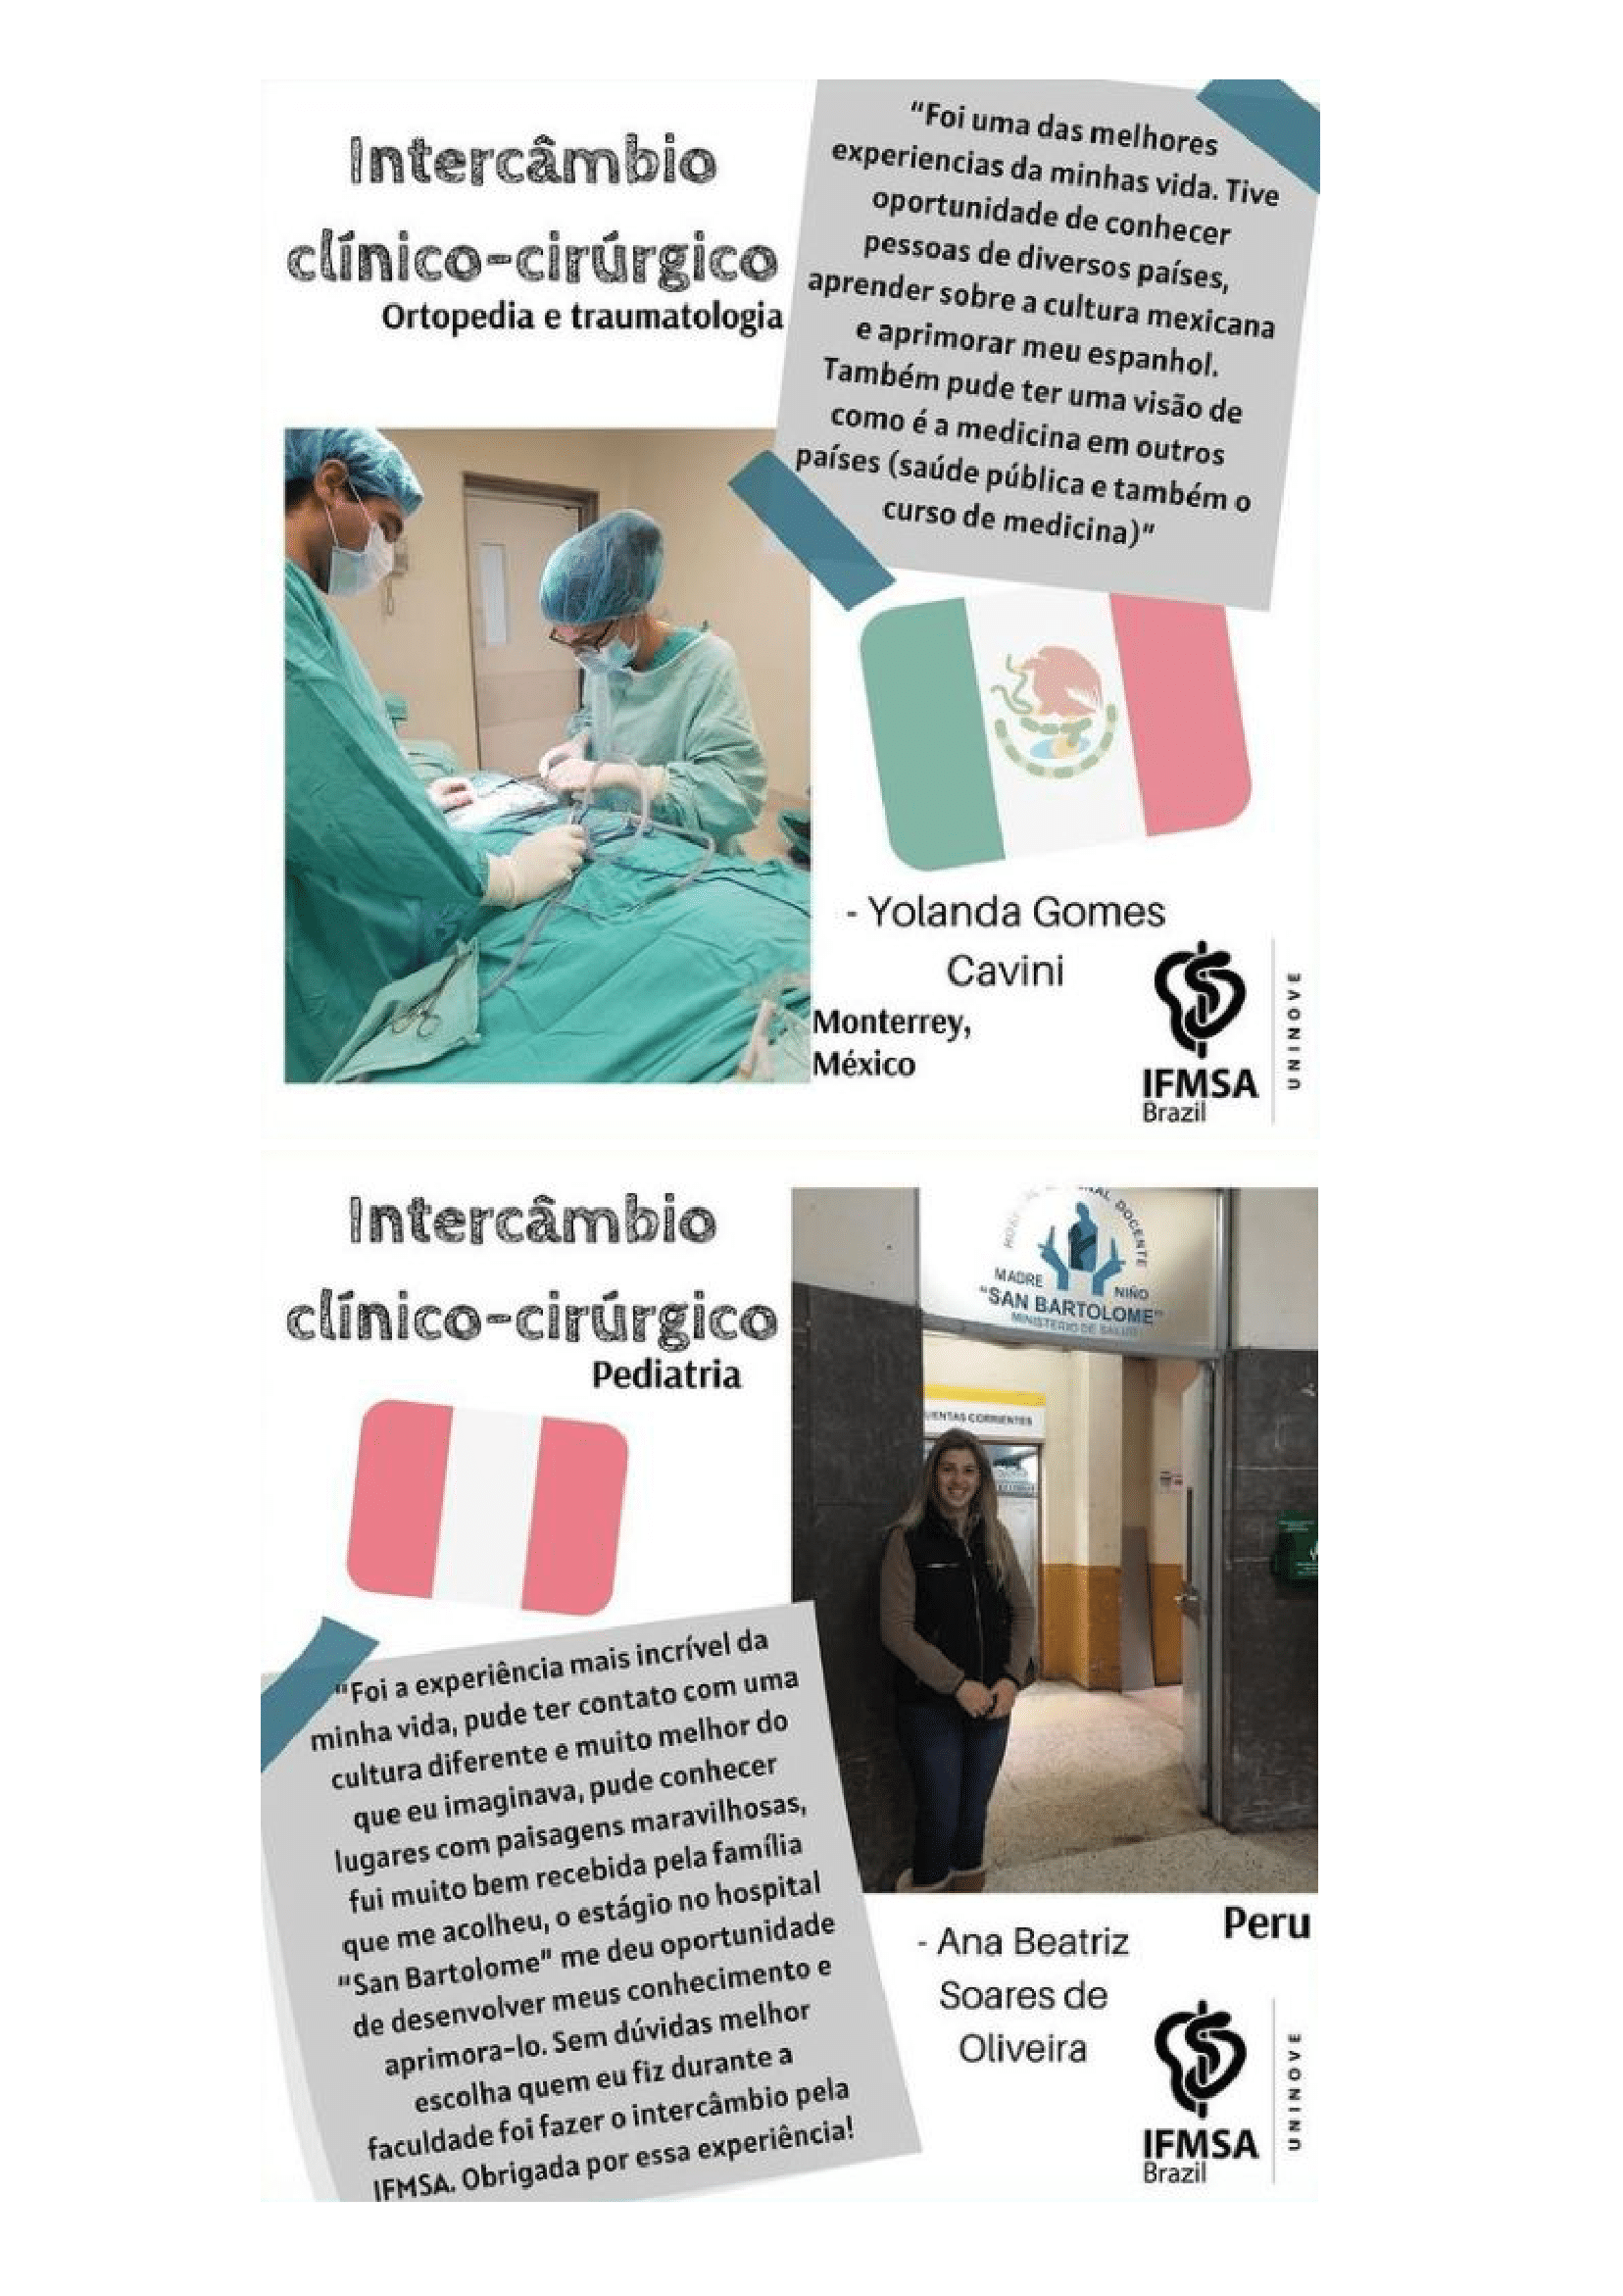 Intercâmbio
clínico-cirúrgico
Ortopedia e traumatologia
“Foi uma das melhores
experiencias da minhas vida. Tive
oportunidade de conhecer
pessoas de diversos países,
aprender sobre a cultura mexicana
e aprimorar meu espanhol.
Também pude ter uma visão de
como é a medicina em outros
países (saúde pública e também o
curso de medicina)”
- Yolanda Gomes
Cavini
Monterrey,
México
IFMSA
Brazil
UNINOVE
Intercâmbio
clínico-cirúrgico
Pediatria
DOCENTE
MADRE NIÑO
"SAN BARTOLOME"
MINISTERIO DE SALUD
CORRIENTES
"Foi a experiência mais incrível da
minha vida, pude ter contato com uma
cultura diferente e muito melhor do
que eu imaginava, pude conhecer
lugares com paisagens maravilhosas,
fui muito bem recebida pela família
que me acolheu, o estágio no hospital
“San Bartolome” me deu oportunidade
de desenvolver meus conhecimento e
aprimora-lo. Sem dúvidas melhor
escolha quem eu fiz durante a
faculdade foi fazer o intercâmbio pela
IFMSA. Obrigada por essa experiência!
- Ana Beatriz
Soares de
Oliveira
Peru
IFMSA
Brazil
UNINOVE